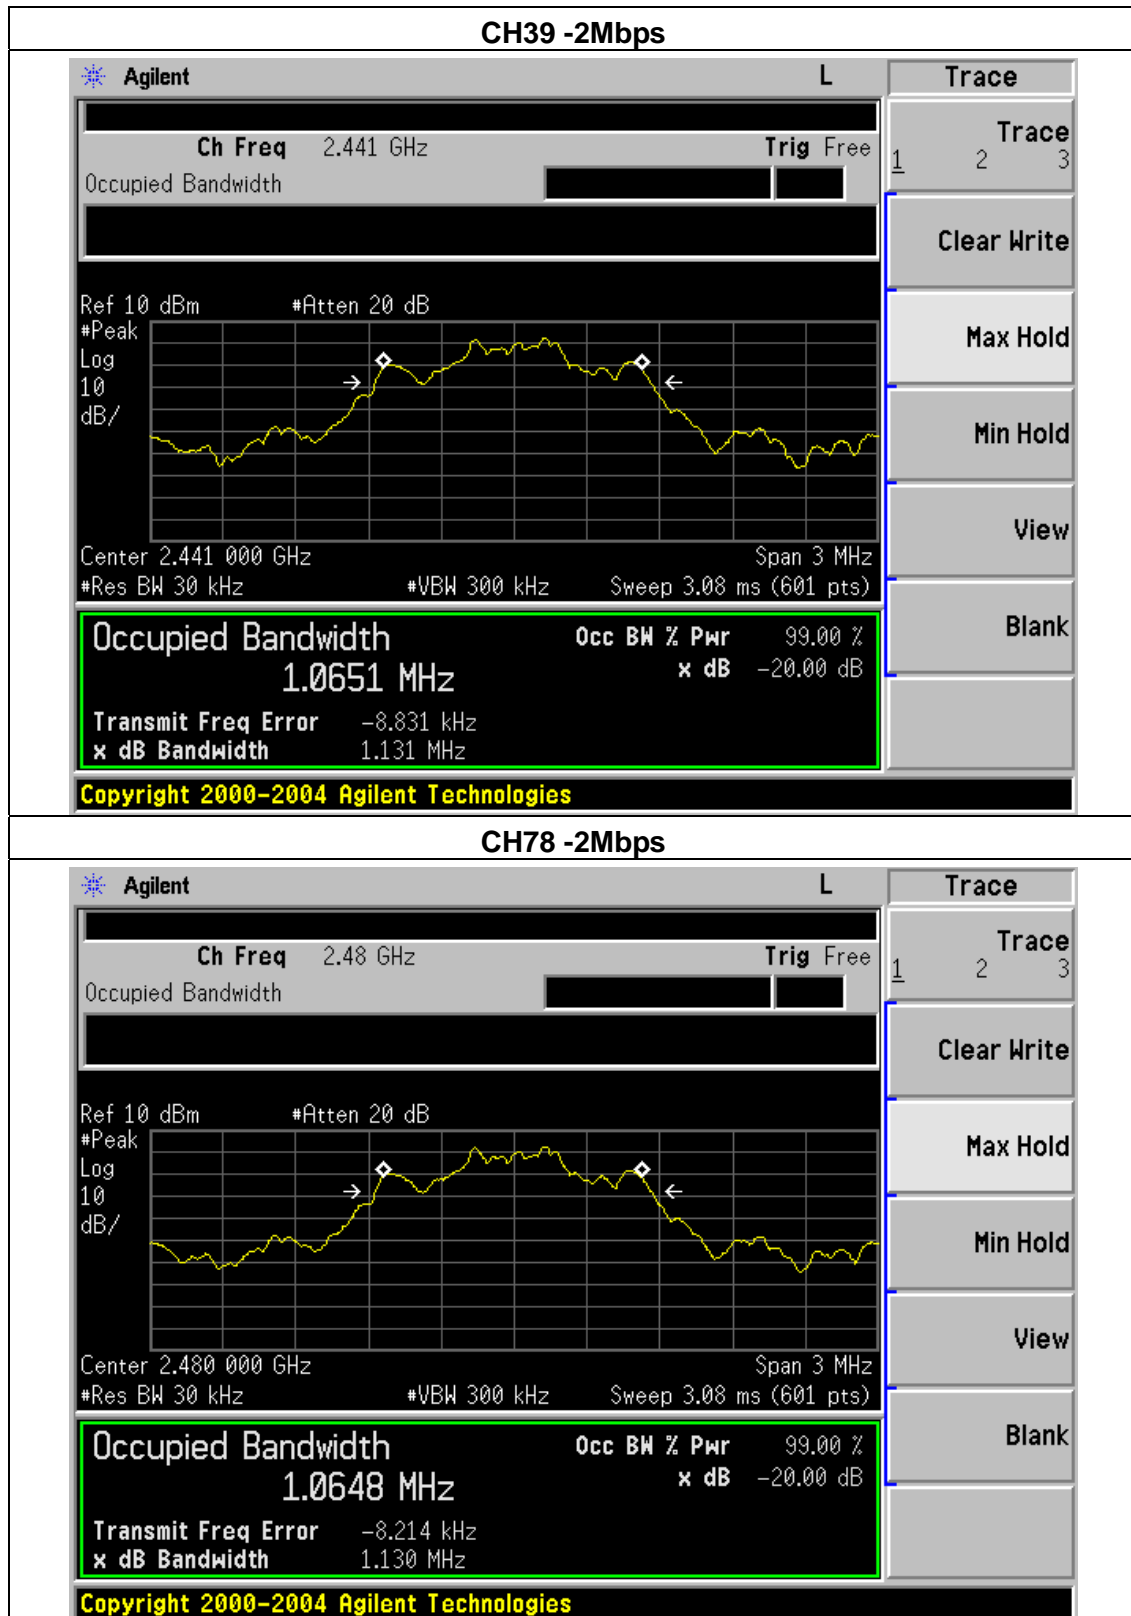 CH39 -2Mbps
Agilent L Trace
Ch Freq 2.441 GHz Trig Free
Occupied Bandwidth
Trace
1 2 3
Clear Write
Max Hold
Min Hold
View
Blank
Ref 10 dBm #Atten 20 dB
#Peak
Log
10
dB/
Center 2.441 000 GHz Span 3 MHz
#Res BW 30 kHz #VBW 300 kHz Sweep 3.08 ms (601 pts)
Occupied Bandwidth Occ BW % Pwr 99.00 %
1.0651 MHz x dB -20.00 dB
Transmit Freq Error -8.831 kHz
x dB Bandwidth 1.131 MHz
Copyright 2000-2004 Agilent Technologies
CH78 -2Mbps
Agilent L Trace
Ch Freq 2.48 GHz Trig Free
Occupied Bandwidth
Trace
1 2 3
Clear Write
Max Hold
Min Hold
View
Blank
Ref 10 dBm #Atten 20 dB
#Peak
Log
10
dB/
Center 2.480 000 GHz Span 3 MHz
#Res BW 30 kHz #VBW 300 kHz Sweep 3.08 ms (601 pts)
Occupied Bandwidth Occ BW % Pwr 99.00 %
1.0648 MHz x dB -20.00 dB
Transmit Freq Error -8.214 kHz
x dB Bandwidth 1.130 MHz
Copyright 2000-2004 Agilent Technologies